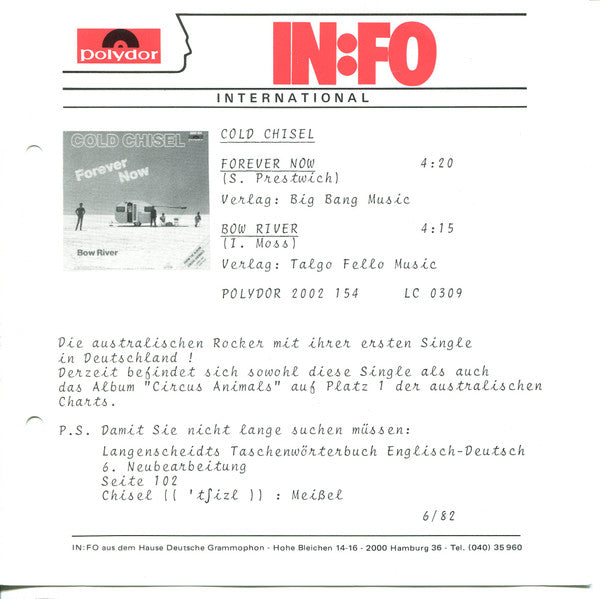 polydor
IN:FO
INTERNATIONAL
COLD CHISEL
Forever
Now
Bow River
COLD CHISEL
FOREVER NOW 4:20
(S. Prestwich)
Verlag: Big Bang Music
BOW RIVER 4:15
(I. Moss)
Verlag: Talgo Fello Music
POLYDOR 2002 154 LC 0309
Die australischen Rocker mit ihrer ersten Single
in Deutschland !
Derzeit befindet sich sowohl diese Single als auch
das Album "Circus Animals" auf Platz 1 der australischen
Charts.
P.S. Damit Sie nicht lange suchen müssen:
Langenscheidts Taschenwörterbuch Englisch-Deutsch
6. Neubearbeitung
Seite 102
Chisel (( 't∫izl )) : Meißel
6/82
IN:FO aus dem Hause Deutsche Grammophon - Hohe Bleichen 14-16 - 2000 Hamburg 36 - Tel. (040) 35 960